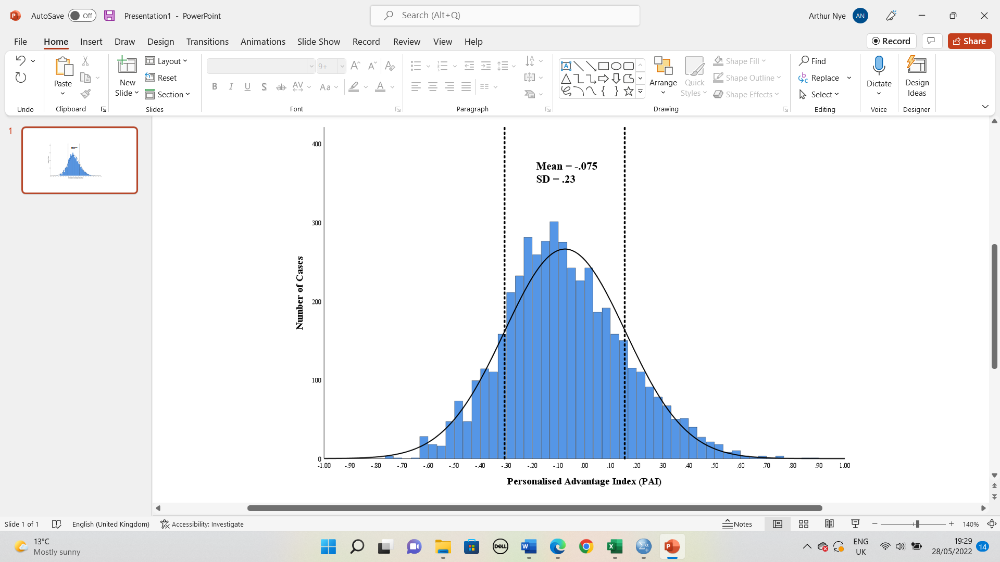 AutoSave Off Presentation1 - PowerPoint Search (Alt+Q) Arthur Nye AN
File Home Insert Draw Design Transitions Animations Slide Show Record Review View Help Record Share
Paste
New Slide
Layout
Reset
Section
9+
Arrange
Quick Styles
Shape Fill
Shape Outline
Shape Effects
Find
Replace
Select
Dictate
Design Ideas
Undo Clipboard Slides Font Paragraph Drawing Editing Voice Designer
1
Mean = -.075
SD = .23
Number of Cases
400
300
200
100
0
-1.00 -.90 -.80 -.70 -.60 -.50 -.40 -.30 -.20 -.10 .00 .10 .20 .30 .40 .50 .60 .70 .80 .90 1.00
Personalised Advantage Index (PAI)
Slide 1 of 1 English (United Kingdom) Accessibility: Investigate Notes 140%
13°C
Mostly sunny
DELL
ENG
UK
19:29
28/05/2022
14